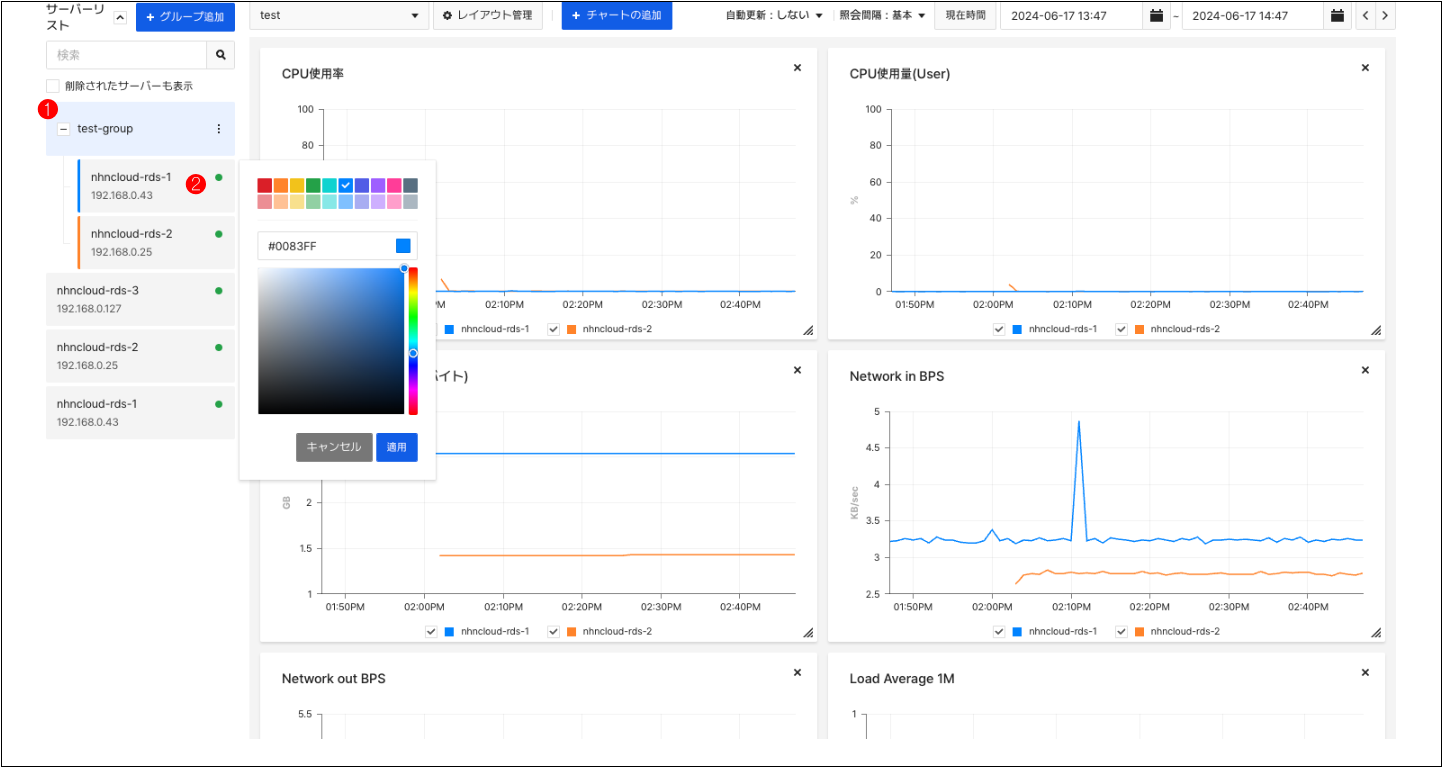 サーバーリ
スト
+ グループ追加
test
レイアウト管理
+ チャートの追加
自動更新 : しない
照会間隔 : 基本
現在時間
2024-06-17 13:47
~
2024-06-17 14:47
検索
削除されたサーバーも表示
1
test-group
nhncloud-rds-1
192.168.0.43
2
nhncloud-rds-2
192.168.0.25
nhncloud-rds-3
192.168.0.127
nhncloud-rds-2
192.168.0.25
nhncloud-rds-1
192.168.0.43
#0083FF
キャンセル
適用
CPU使用率
100
80
02:10PM
02:20PM
02:30PM
02:40PM
nhncloud-rds-1
nhncloud-rds-2
CPU使用量(User)
100
80
60
%
40
20
0
01:50PM
02:00PM
02:10PM
02:20PM
02:30PM
02:40PM
nhncloud-rds-1
nhncloud-rds-2
バイト)
GB
2
1.5
1
01:50PM
02:00PM
02:10PM
02:20PM
02:30PM
02:40PM
nhncloud-rds-1
nhncloud-rds-2
Network in BPS
5
4.5
4
KB/sec
3.5
3
2.5
01:50PM
02:00PM
02:10PM
02:20PM
02:30PM
02:40PM
nhncloud-rds-1
nhncloud-rds-2
Network out BPS
5.5
Load Average 1M
1